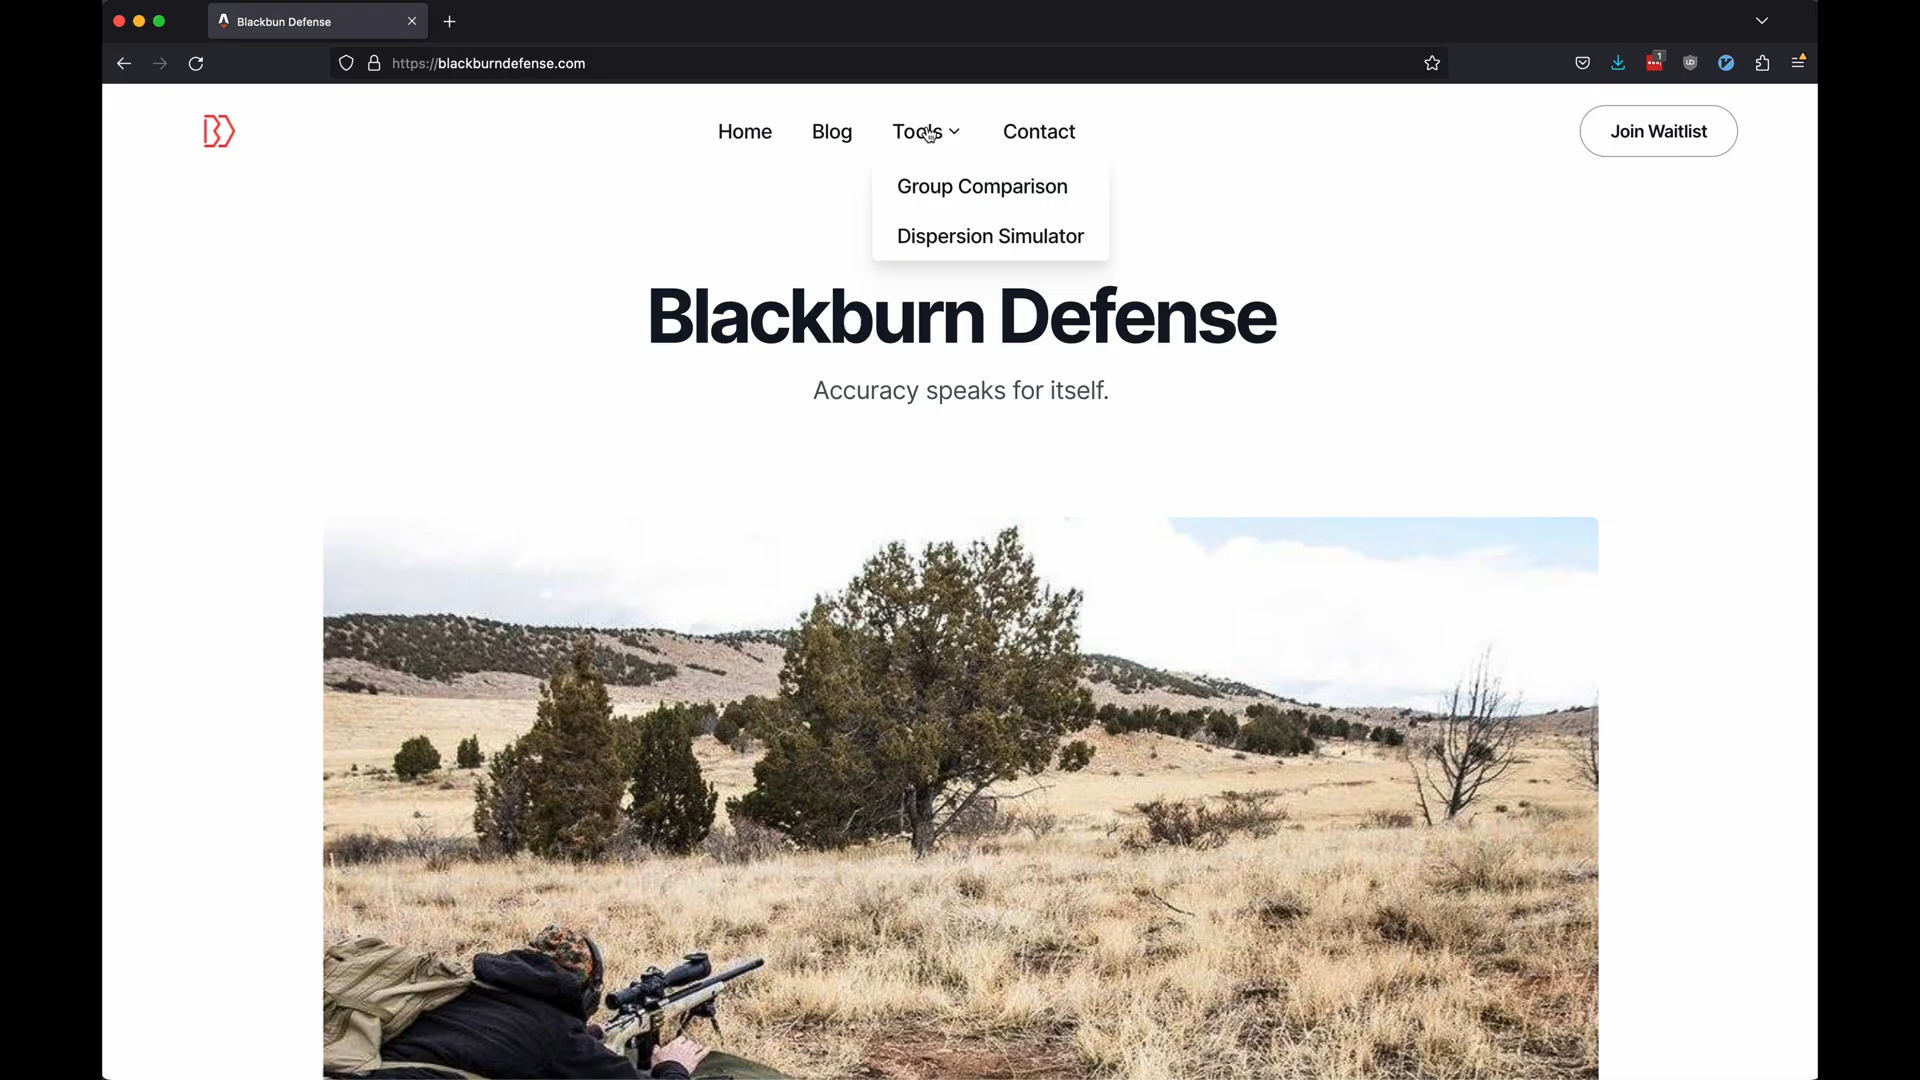 Blackbun Defense
https://blackburndefense.com
1
Home
Blog
Tools
Contact
Join Waitlist
Group Comparison
Dispersion Simulator
Blackburn Defense
Accuracy speaks for itself.